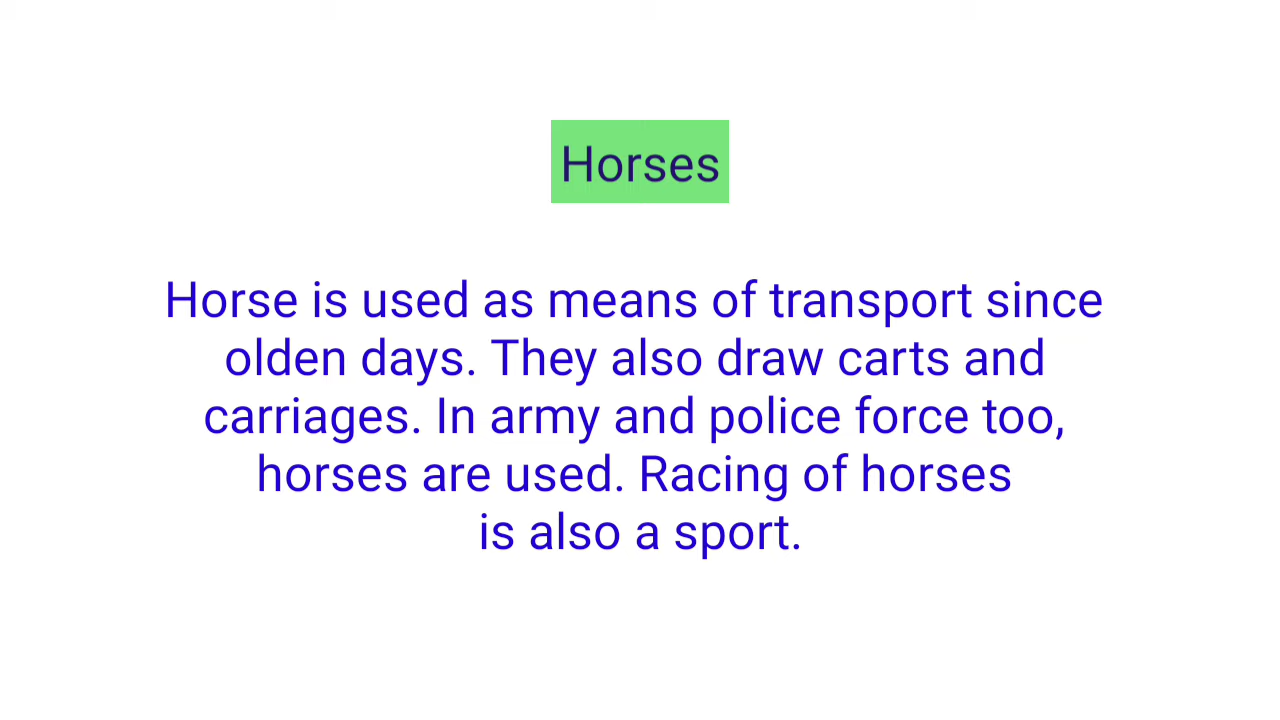 Horses
Horse is used as means of transport since
olden days. They also draw carts and
carriages. In army and police force too,
horses are used. Racing of horses
is also a sport.